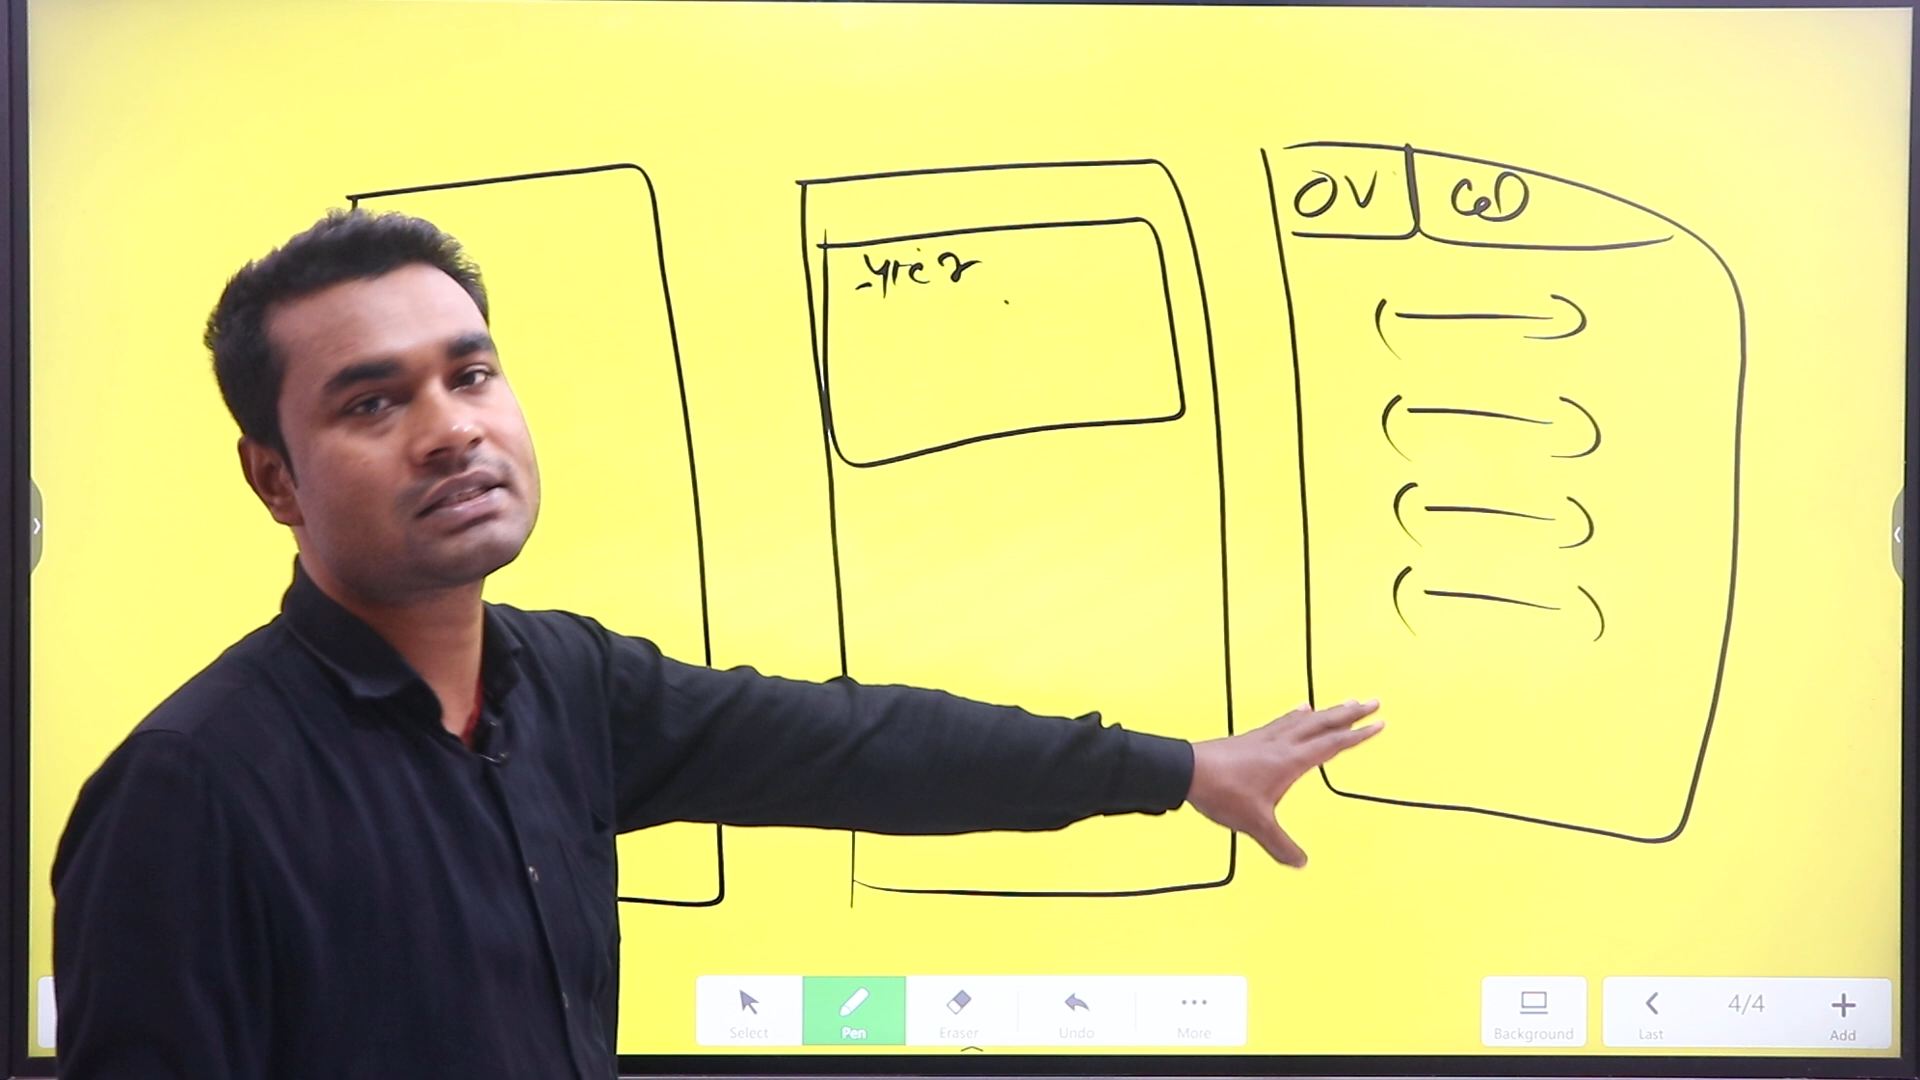 OV
Select
Pen
Eraser
Undo
More
Background
Last
4/4
Add